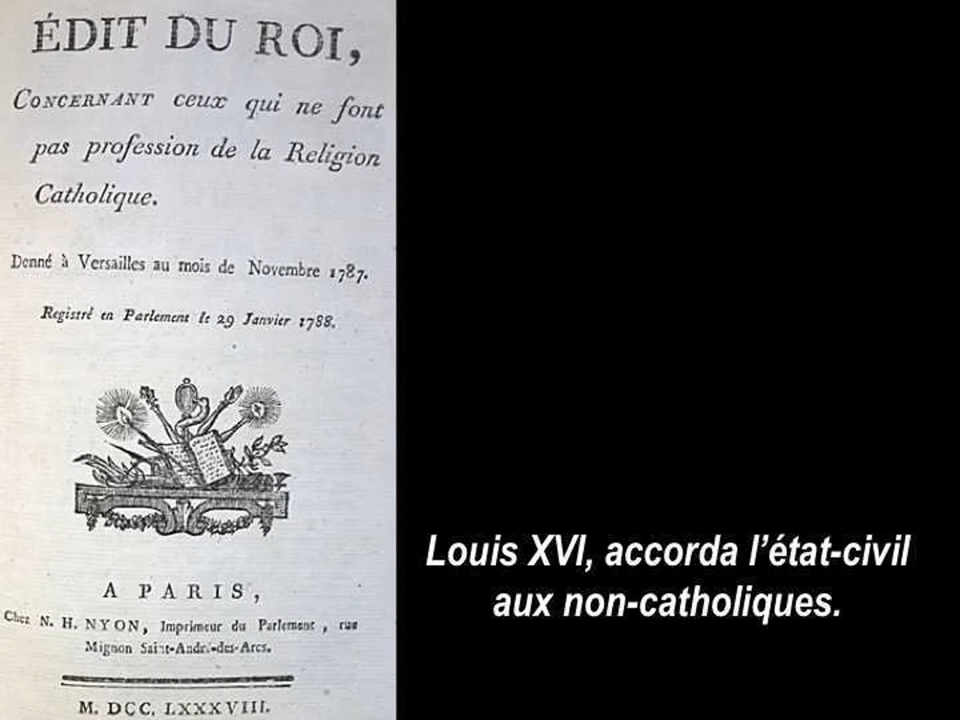 ÉDIT DU ROI,
CONCERNANT ceux qui ne font
pas profession de la Religion
Catholique.
Donné à Versailles au mois de Novembre 1787.
Registré en Parlement le 29 Janvier 1788.
A PARIS,
Chez N. H. NYON, Imprimeur du Parlement, rue
Mignon Saint-André-des-Arcs.
M. DCC. LXXXVIII.
Louis XVI, accorda l’état-civil
aux non-catholiques.